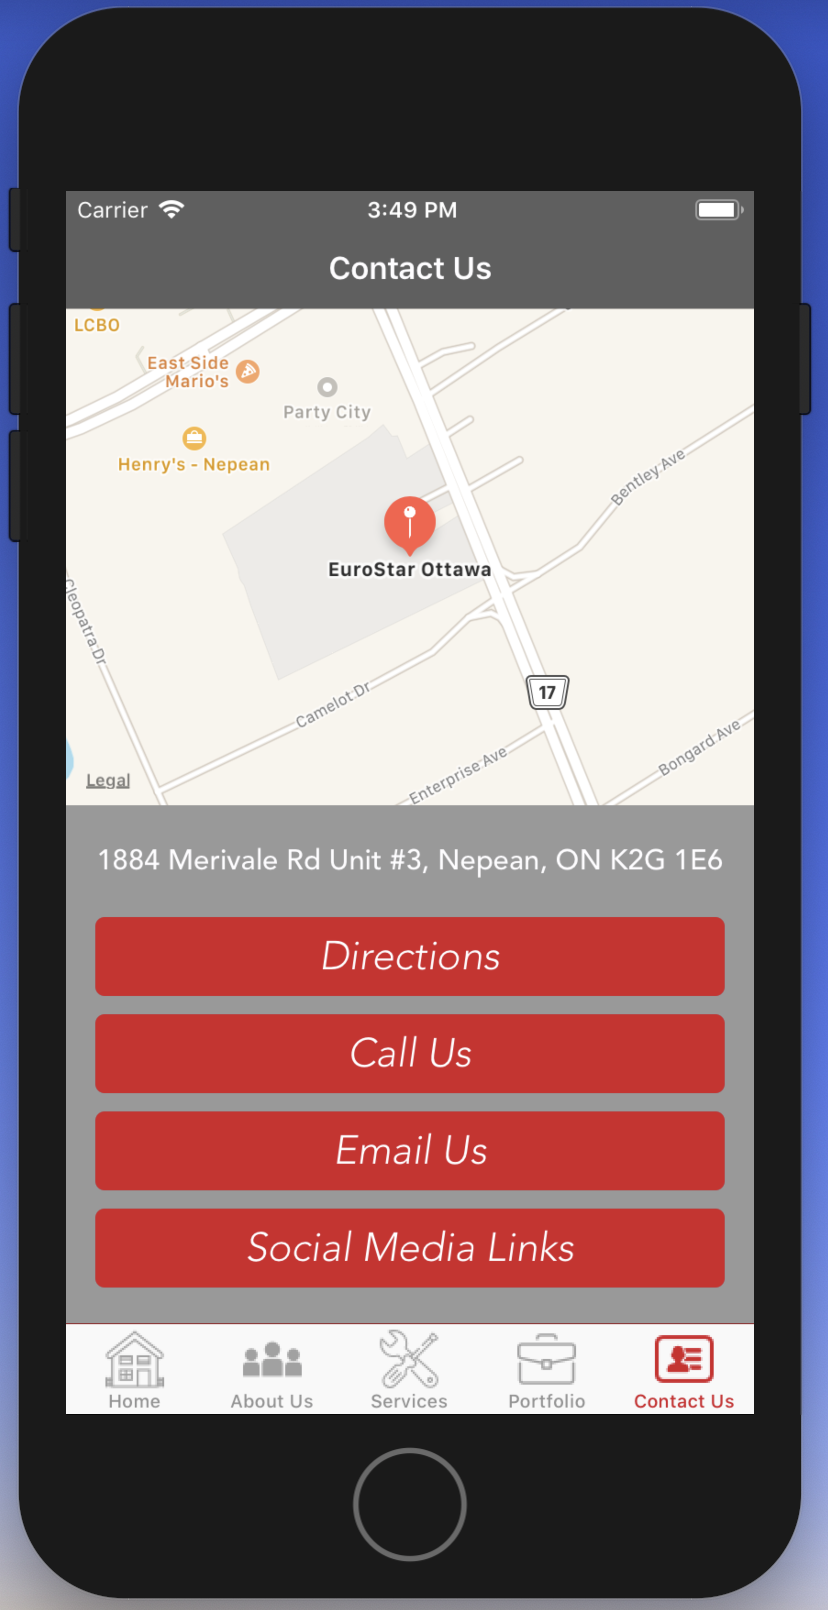 Carrier 3:49 PM
Contact Us
LCBO
East Side
Mario's
Party City
Henry's - Nepean
Bentley Ave
EuroStar Ottawa
Cleopatra Dr
Camelot Dr
17
Bongard Ave
Enterprise Ave
Legal
1884 Merivale Rd Unit #3, Nepean, ON K2G 1E6
Directions
Call Us
Email Us
Social Media Links
Home About Us Services Portfolio Contact Us